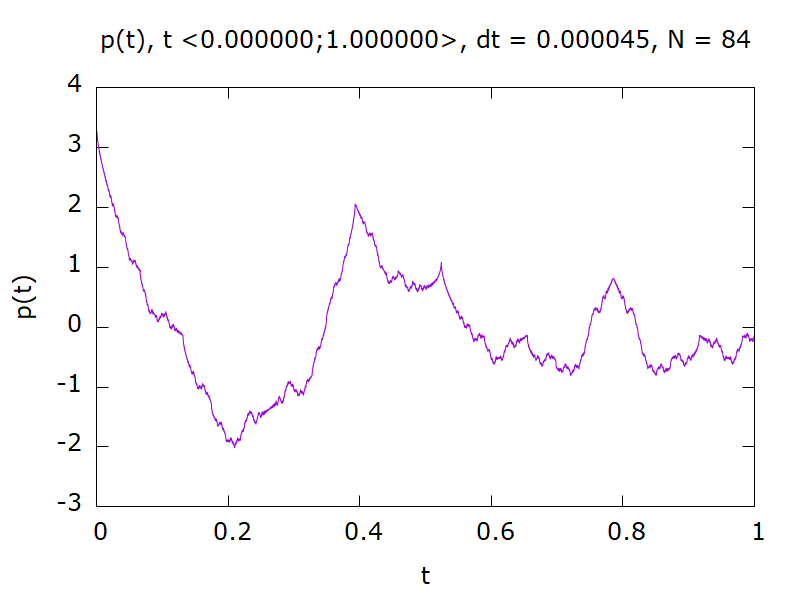 p(t), t <0.000000;1.000000>, dt = 0.000045, N = 84
4
3
2
1
0
-1
-2
-3
p(t)
0 0.2 0.4 0.6 0.8 1
t